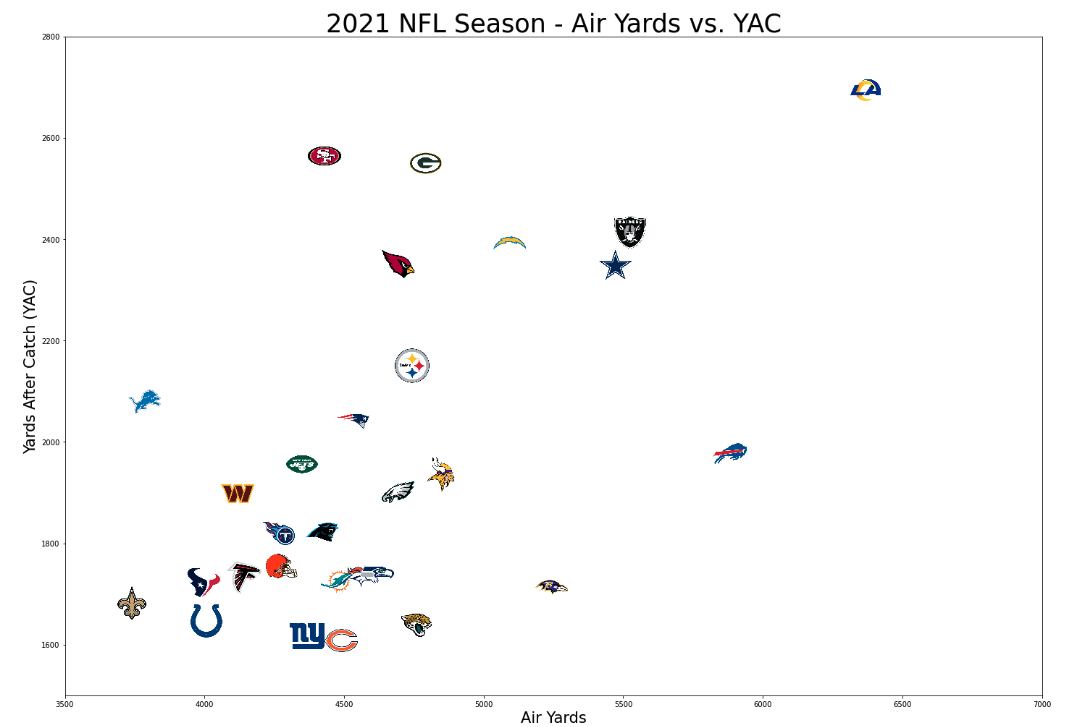 2021 NFL Season - Air Yards vs. YAC
2800
2600
2400
2200
2000
1800
1600
Yards After Catch (YAC)
LA
SF
G
W
T
ny
C
3500 4000 4500 5000 5500 6000 6500 7000
Air Yards